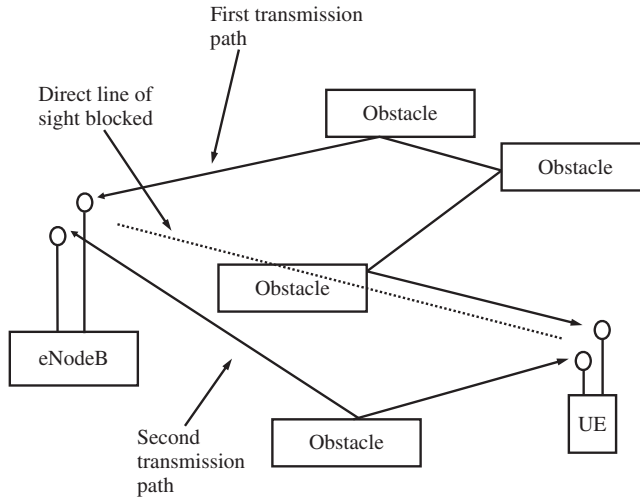 First transmission
path
Direct line of
sight blocked
Obstacle
Obstacle
Obstacle
eNodeB
UE
Obstacle
Second
transmission
path